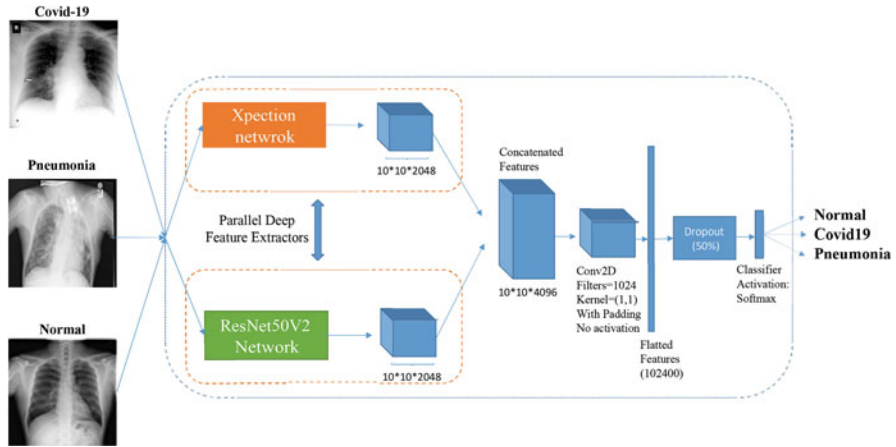 Covid-19
Pneumonia
Normal
Xpection
netwrok
10*10*2048
Parallel Deep
Feature Extractors
ResNet50V2
Network
10*10*2048
Concatenated
Features
10*10*4096
Conv2D
Filters=1024
Kernel=(1,1)
With Padding
No activation
Flatted
Features
(102400)
Dropout
(50%)
Classifier
Activation:
Softmax
Normal
Covid19
Pneumonia